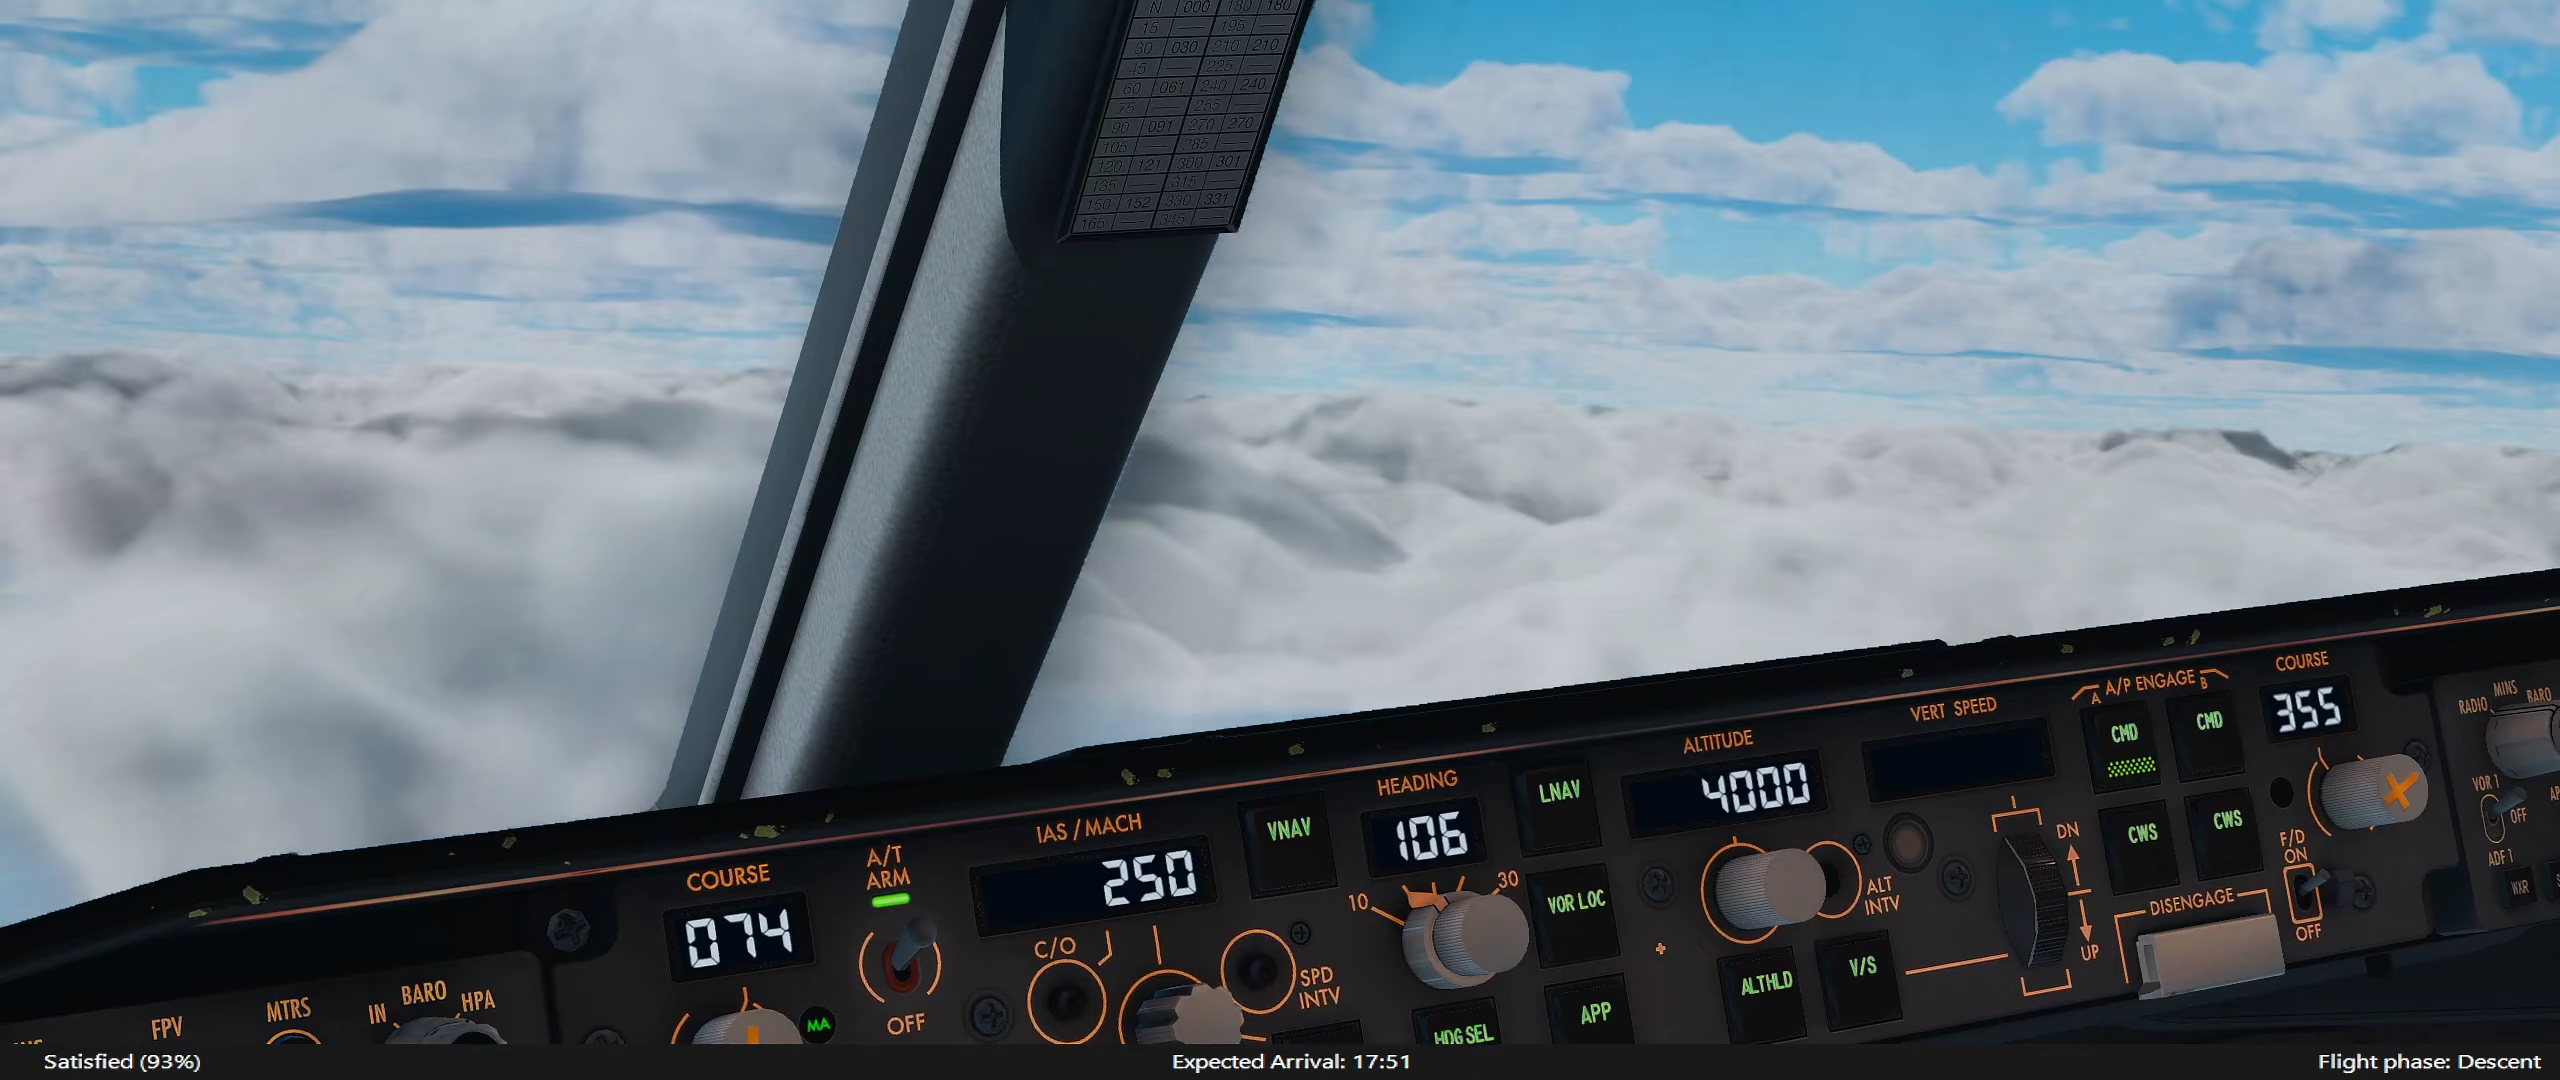 N 000 180 180
15 — 195 —
30 030 210 210
45 — 225 —
60 061 240 240
75 — 255 —
90 091 270 270
105 — 285 —
120 121 300 301
135 — 315 —
150 152 330 331
165 — 345 —
COURSE
074
A/T
ARM
OFF
MA
IAS / MACH
250
C/O
SPD
INTV
VNAV
HEADING
106
10
30
HDG SEL
LNAV
VOR LOC
APP
ALTITUDE
4000
ALT
INTV
ALT HLD
V/S
VERT SPEED
DN
UP
A/P ENGAGE
A
B
CMD
CMD
CWS
CWS
DISENGAGE
COURSE
355
F/D
ON
OFF
RADIO
MINS
BARO
VOR 1
OFF
ADF 1
WXR
FPV
MTRS
IN
BARO
HPA
Satisfied (93%)
Expected Arrival: 17:51
Flight phase: Descent